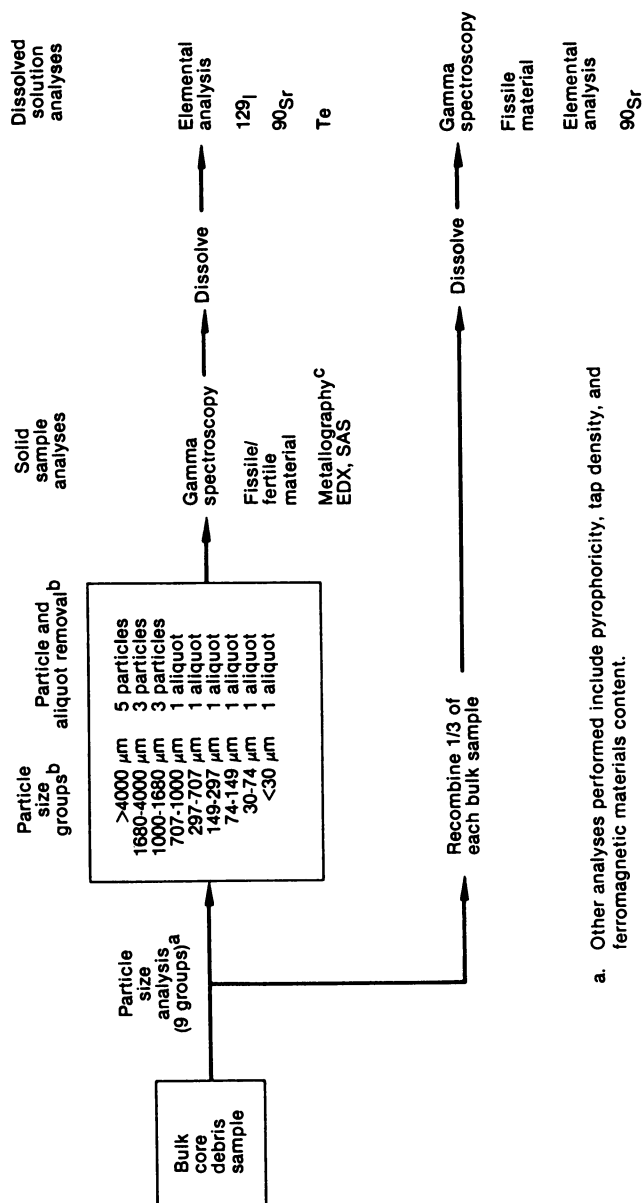 Bulk
core
debris
sample
Particle
size
analysis
(9 groups)a
Particle
size
groupsb
Particle and
aliquot removalb
>4000 μm 5 particles
1680-4000 μm 3 particles
1000-1680 μm 3 particles
707-1000 μm 1 aliquot
297-707 μm 1 aliquot
149-297 μm 1 aliquot
74-149 μm 1 aliquot
30-74 μm 1 aliquot
<30 μm 1 aliquot
Solid
sample
analyses
Gamma
spectroscopy
Fissile/
fertile
material
Metallographyc
EDX, SAS
Dissolve
Dissolved
solution
analyses
Elemental
analysis
129I
90Sr
Te
Recombine 1/3 of
each bulk sample
Dissolve
Gamma
spectroscopy
Fissile
material
Elemental
analysis
90Sr
a. Other analyses performed include pyrophoricity, tap density, and
ferromagnetic materials content.